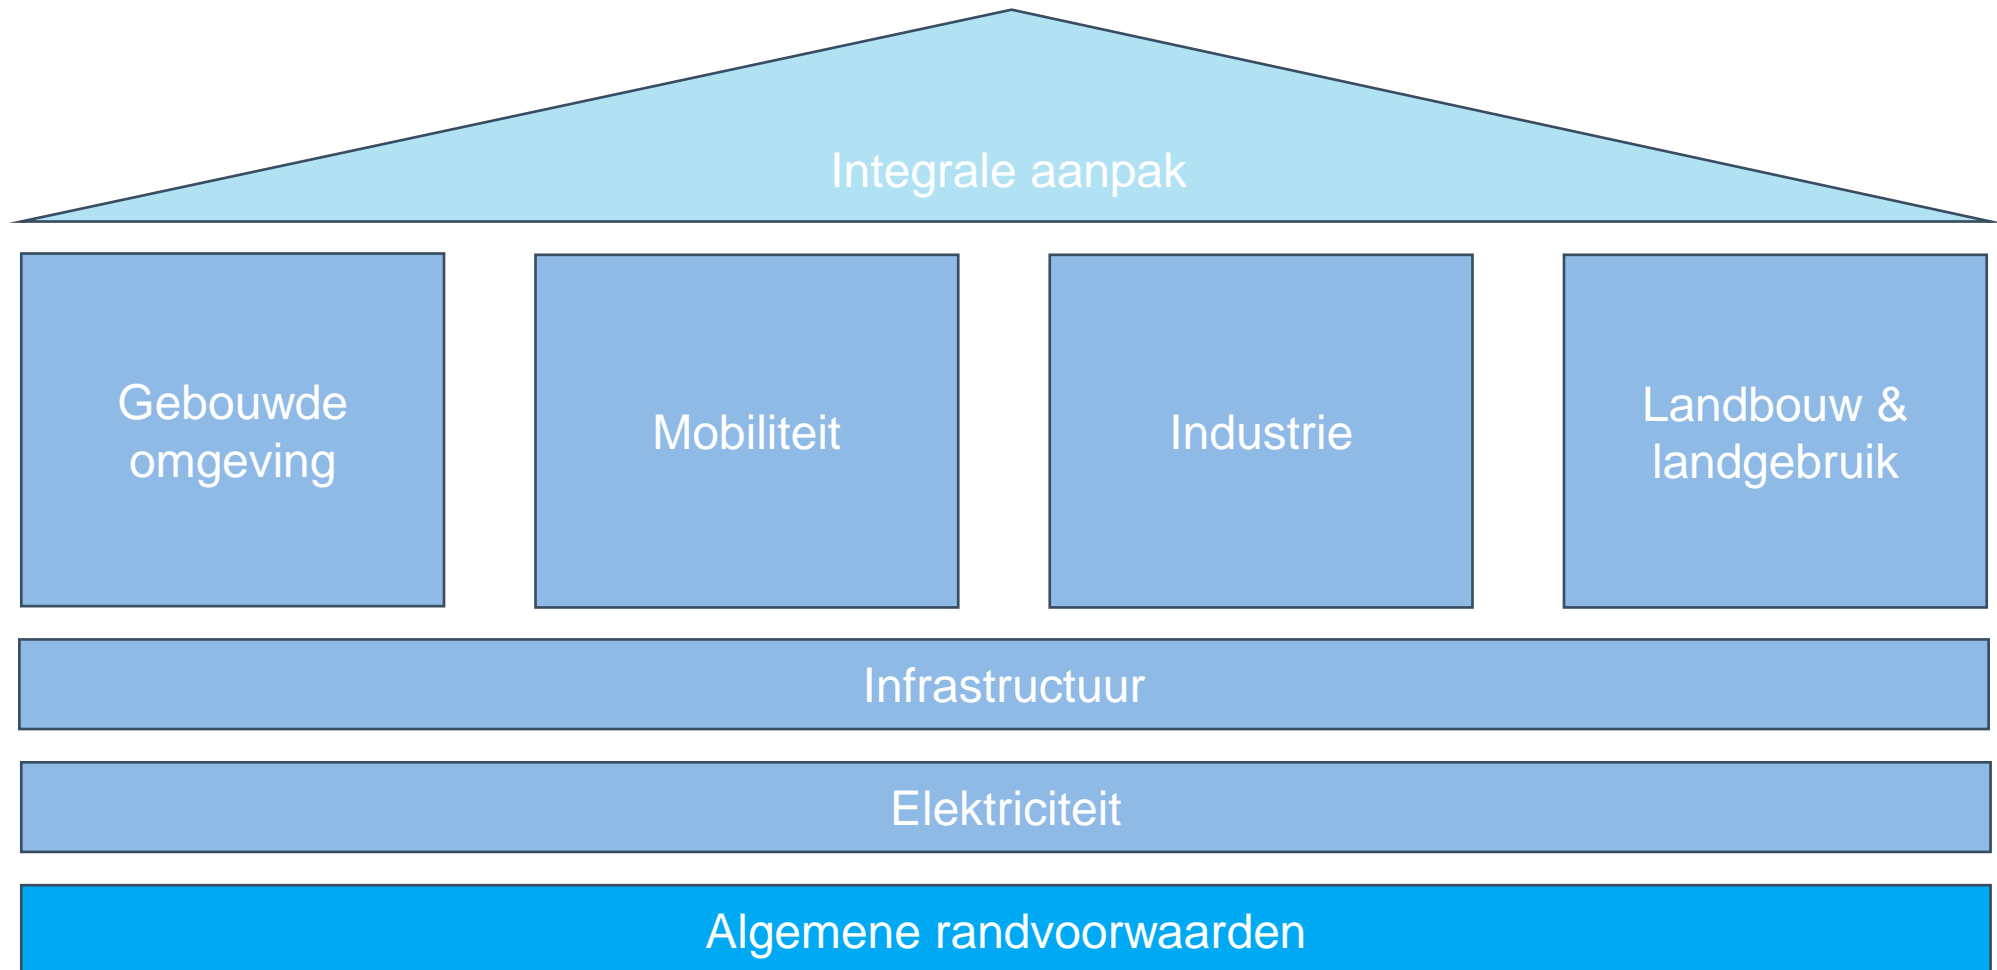 Integrale aanpak
Gebouwde
omgeving
Mobiliteit
Industrie
Landbouw &
landgebruik
Infrastructuur
Elektriciteit
Algemene randvoorwaarden